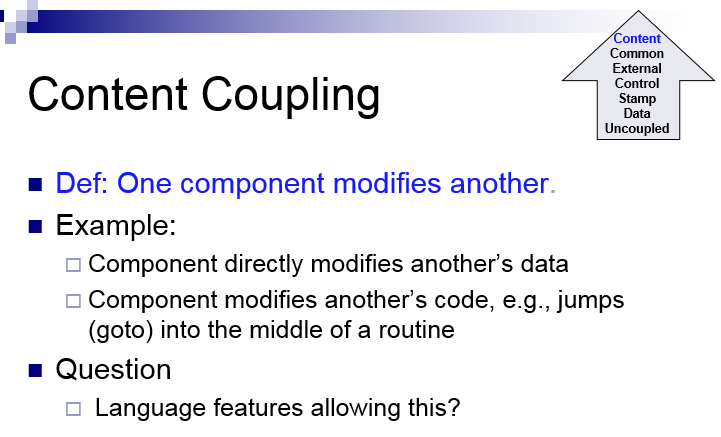 Content
Common
External
Control
Stamp
Data
Uncoupled
Content Coupling
Def: One component modifies another.
Example:
Component directly modifies another’s data
Component modifies another’s code, e.g., jumps
(goto) into the middle of a routine
Question
Language features allowing this?